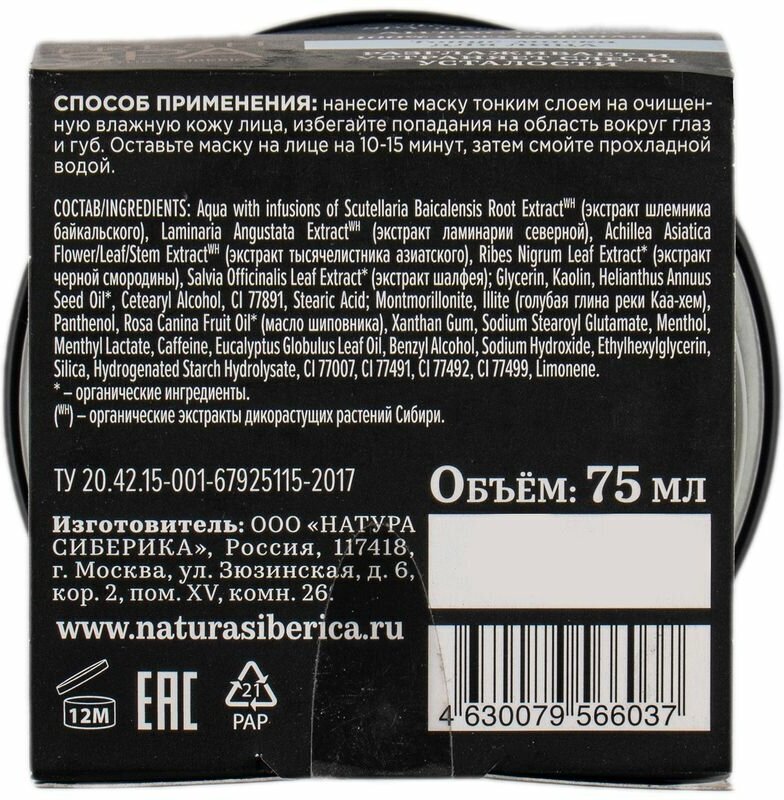 УСТРАНЯЕТ СЛЕДЫ
УСТАЛОСТИ
СПОСОБ ПРИМЕНЕНИЯ: нанесите маску тонким слоем на очищен-
ную влажную кожу лица, избегайте попадания на область вокруг глаз
и губ. Оставьте маску на лице на 10-15 минут, затем смойте прохладной
водой.
СОСТАВ/INGREDIENTS: Aqua with infusions of Scutellaria Baicalensis Root Extract(WH) (экстракт шлемника
байкальского), Laminaria Angustata Extract(WH) (экстракт ламинарии северной), Achillea Asiatica
Flower/Leaf/Stem Extract(WH) (экстракт тысячелистника азиатского), Ribes Nigrum Leaf Extract* (экстракт
черной смородины), Salvia Officinalis Leaf Extract* (экстракт шалфея); Glycerin, Kaolin, Helianthus Annuus
Seed Oil*, Cetearyl Alcohol, CI 77891, Stearic Acid; Montmorillonite, Illite (голубая глина реки Каа-хем),
Panthenol, Rosa Canina Fruit Oil* (масло шиповника), Xanthan Gum, Sodium Stearoyl Glutamate, Menthol,
Menthyl Lactate, Caffeine, Eucalyptus Globulus Leaf Oil, Benzyl Alcohol, Sodium Hydroxide, Ethylhexylglycerin,
Silica, Hydrogenated Starch Hydrolysate, CI 77007, CI 77491, CI 77492, CI 77499, Limonene.
* – органические ингредиенты.
(WH) – органические экстракты дикорастущих растений Сибири.
ТУ 20.42.15-001-67925115-2017
Объём: 75 мл
Изготовитель: ООО «НАТУРА
СИБЕРИКА», Россия, 117418,
г. Москва, ул. Зюзинская, д. 6,
кор. 2, пом. XV, комн. 26.
www.naturasiberica.ru
12M
EAC
21
PAP
4 630079 566037